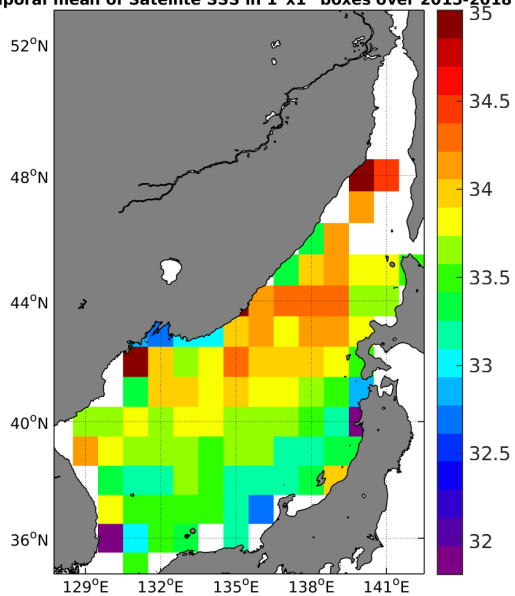 poral mean of Satellite SSS in 1°x1° boxes over 2015-2018
52°N
48°N
44°N
40°N
36°N
129°E 132°E 135°E 138°E 141°E
35
34.5
34
33.5
33
32.5
32